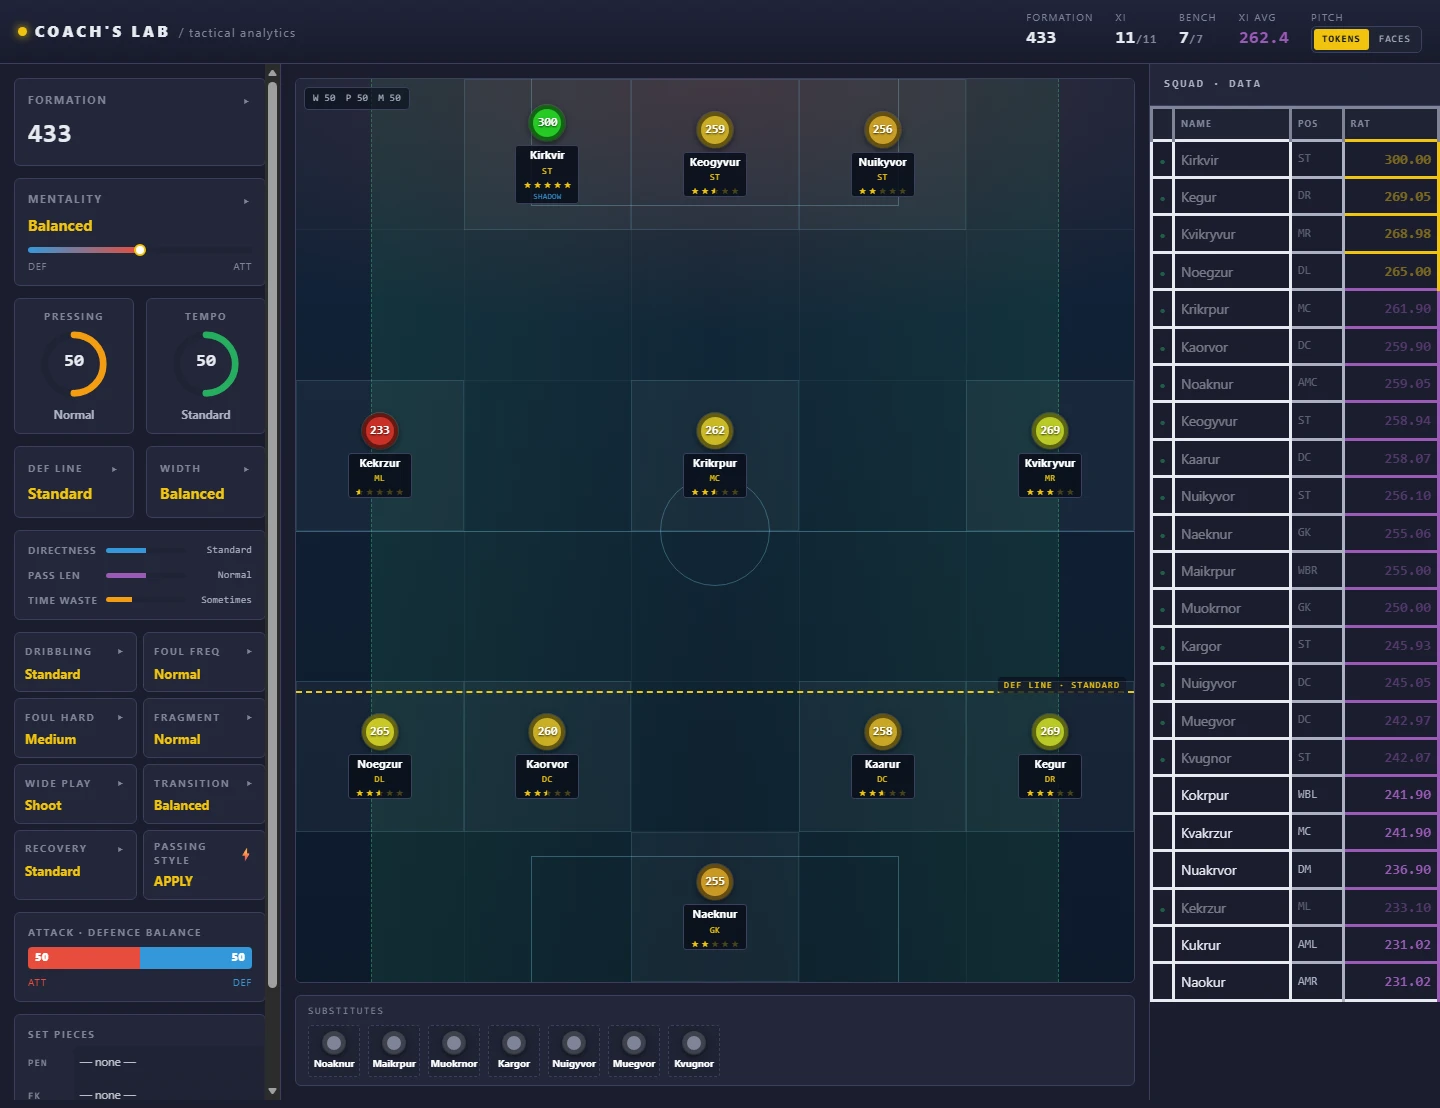 COACH'S LAB / tactical analytics
FORMATION
433
XI
11/11
BENCH
7/7
XI AVG
262.4
PITCH
TOKENS FACES
FORMATION ▸
433
MENTALITY ▸
Balanced
DEF ATT
PRESSING
50
Normal
TEMPO
50
Standard
DEF LINE ▸
Standard
WIDTH ▸
Balanced
DIRECTNESS Standard
PASS LEN Normal
TIME WASTE Sometimes
DRIBBLING ▸
Standard
FOUL FREQ ▸
Normal
FOUL HARD ▸
Medium
FRAGMENT ▸
Normal
WIDE PLAY ▸
Shoot
TRANSITION ▸
Balanced
RECOVERY ▸
Standard
PASSING STYLE
APPLY
ATTACK · DEFENCE BALANCE
50 50
ATT DEF
SET PIECES
PEN — none —
FK — none —
W 50 P 50 M 50
300
Kirkvir
ST
★★★★★
SHADOW
259
Keogyvur
ST
256
Nuikyvor
ST
233
Kekrzur
ML
262
Krikrpur
MC
269
Kvikryvur
MR
DEF LINE · STANDARD
265
Noegzur
DL
260
Kaorvor
DC
258
Kaarur
DC
269
Kegur
DR
255
Naeknur
GK
SUBSTITUTES
Noaknur
Maikrpur
Muokrnor
Kargor
Nuigyvor
Muegvor
Kvugnor
SQUAD · DATA
NAME POS RAT
Kirkvir ST 300.00
Kegur DR 269.05
Kvikryvur MR 268.98
Noegzur DL 265.00
Krikrpur MC 261.90
Kaorvor DC 259.90
Noaknur AMC 259.05
Keogyvur ST 258.94
Kaarur DC 258.07
Nuikyvor ST 256.10
Naeknur GK 255.06
Maikrpur WBR 255.00
Muokrnor GK 250.00
Kargor ST 245.93
Nuigyvor DC 245.05
Muegvor DC 242.97
Kvugnor ST 242.07
Kokrpur WBL 241.90
Kvakrzur MC 241.90
Nuakrvor DM 236.90
Kekrzur ML 233.10
Kukrur AML 231.02
Naokur AMR 231.02